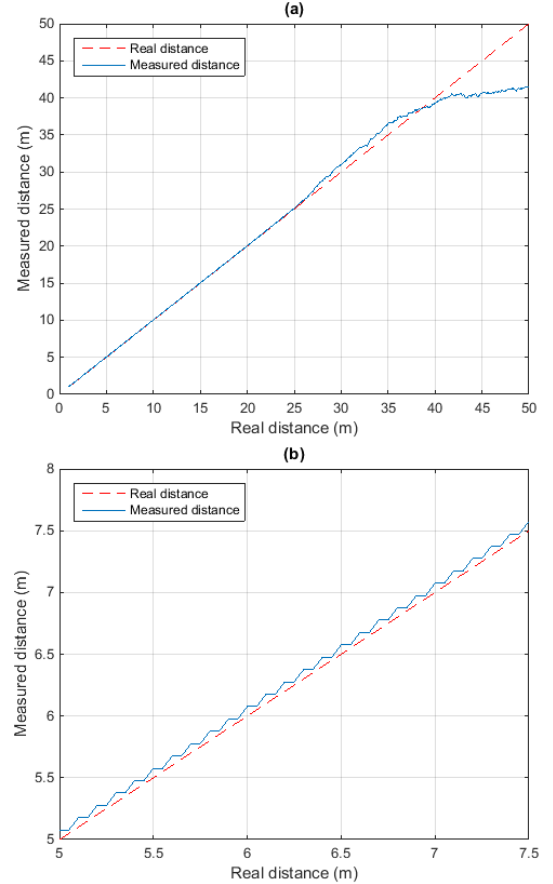 (a)
50
45
40
35
30
25
20
15
10
5
0
Measured distance (m)
Real distance
Measured distance
0 5 10 15 20 25 30 35 40 45 50
Real distance (m)
(b)
8
7.5
7
6.5
6
5.5
5
Measured distance (m)
Real distance
Measured distance
5 5.5 6 6.5 7 7.5
Real distance (m)